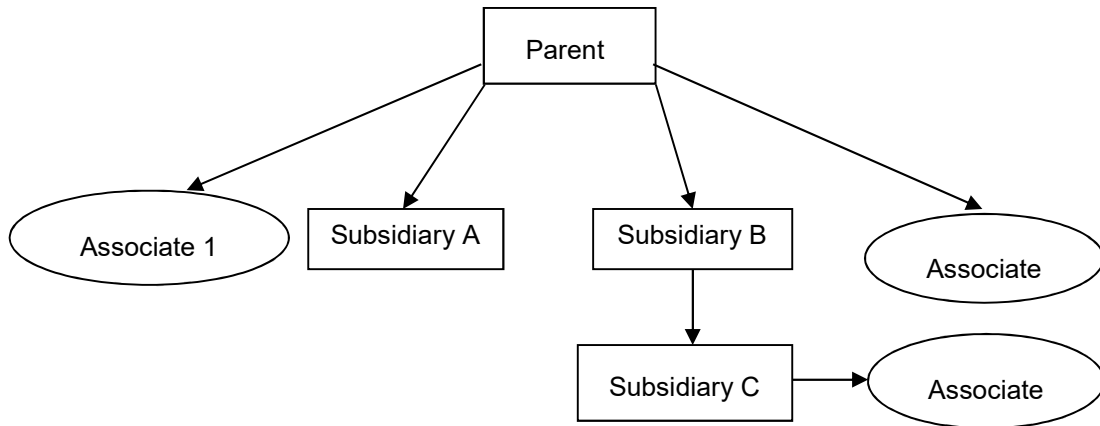 Parent
Associate 1
Subsidiary A
Subsidiary B
Associate
Subsidiary C
Associate